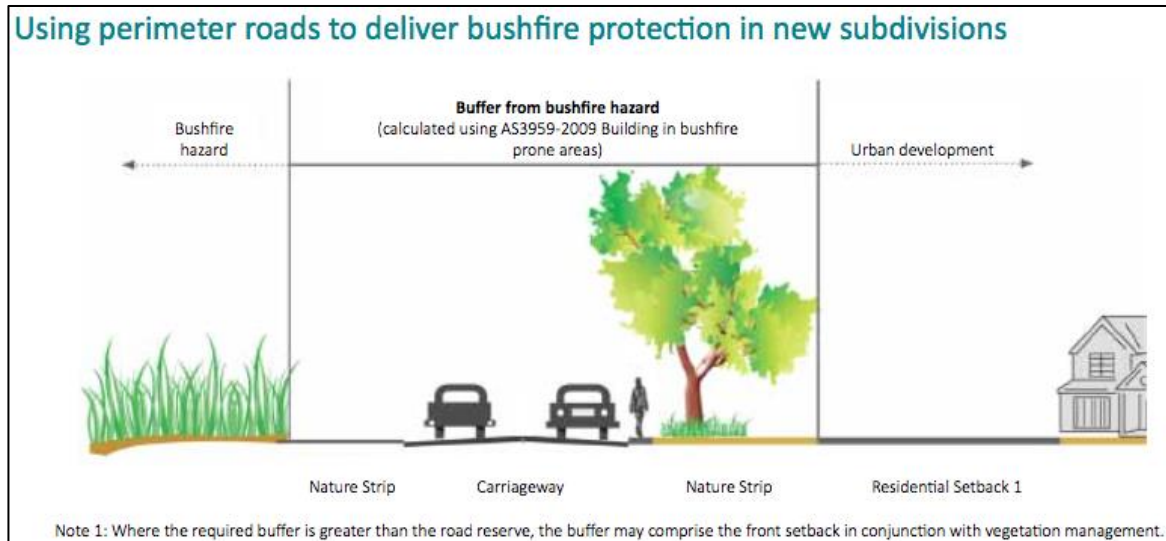 Using perimeter roads to deliver bushfire protection in new subdivisions
Buffer from bushfire hazard
(calculated using AS3959-2009 Building in bushfire
prone areas)
Bushfire
hazard
Urban development
Nature Strip
Carriageway
Nature Strip
Residential Setback 1
Note 1: Where the required buffer is greater than the road reserve, the buffer may comprise the front setback in conjunction with vegetation management.